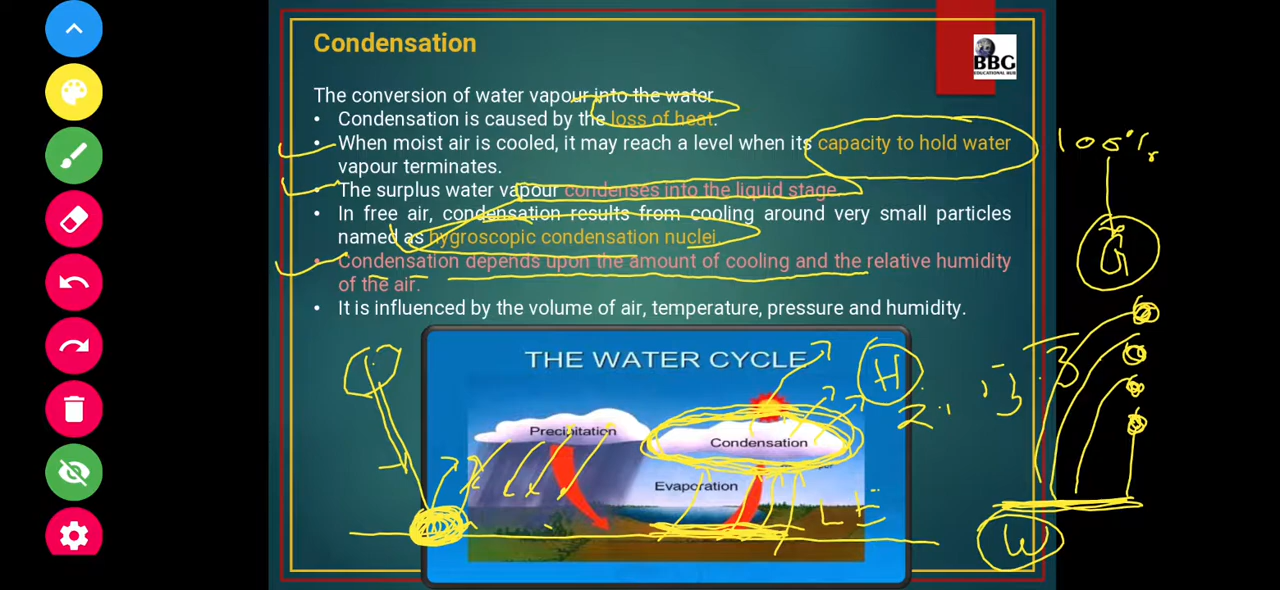 Condensation
BBG
EDUCATIONAL HUB
The conversion of water vapour into the water.
• Condensation is caused by the loss of heat.
• When moist air is cooled, it may reach a level when its capacity to hold water
vapour terminates.
• The surplus water vapour condenses into the liquid stage.
• In free air, condensation results from cooling around very small particles
named as hygroscopic condensation nuclei.
• Condensation depends upon the amount of cooling and the relative humidity
of the air.
• It is influenced by the volume of air, temperature, pressure and humidity.
100%
G
THE WATER CYCLE
H
Precipitation
Condensation
Evaporation
LE
W